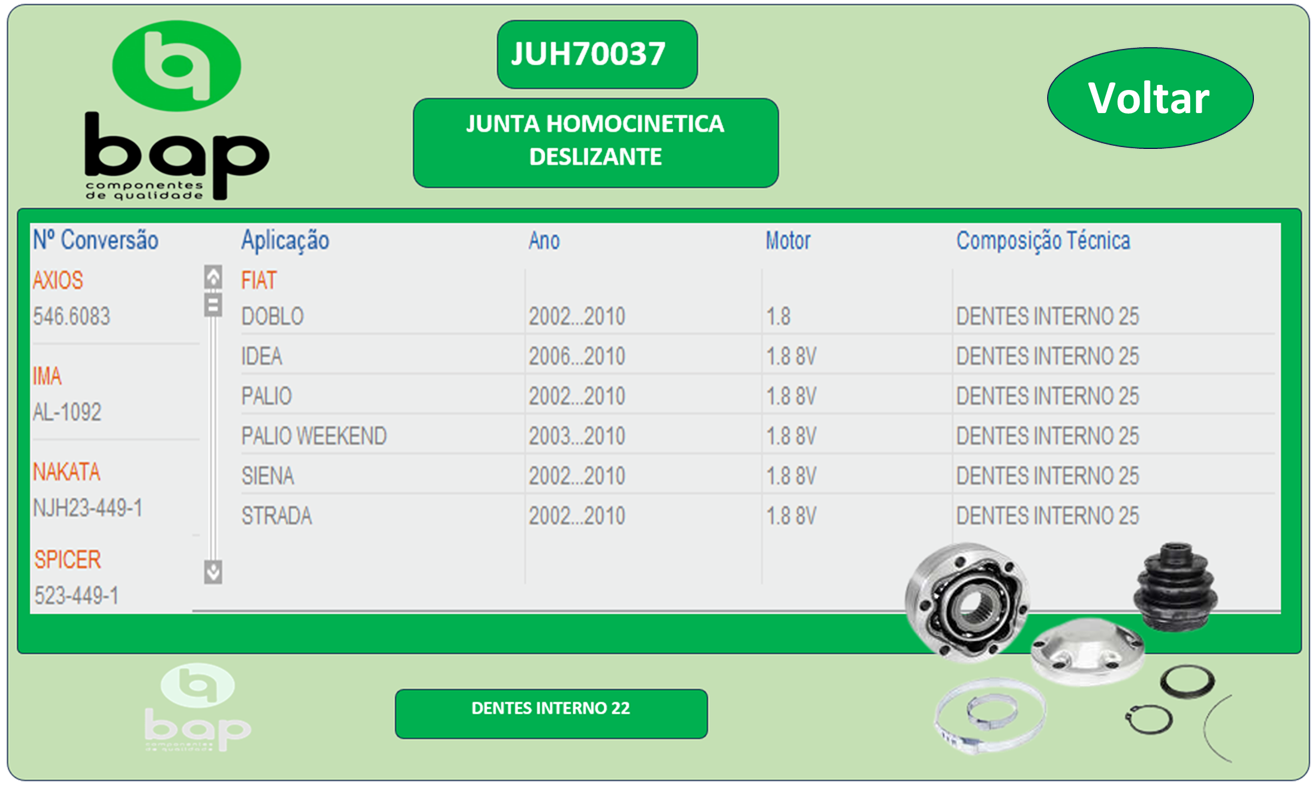 bap
componentes
de qualidade
JUH70037
JUNTA HOMOCINETICA
DESLIZANTE
Voltar
Nº Conversão Aplicação Ano Motor Composição Técnica
AXIOS FIAT
546.6083 DOBLO 2002...2010 1.8 DENTES INTERNO 25
IDEA 2006...2010 1.8 8V DENTES INTERNO 25
IMA PALIO 2002...2010 1.8 8V DENTES INTERNO 25
AL-1092 PALIO WEEKEND 2003...2010 1.8 8V DENTES INTERNO 25
NAKATA SIENA 2002...2010 1.8 8V DENTES INTERNO 25
NJH23-449-1 STRADA 2002...2010 1.8 8V DENTES INTERNO 25
SPICER
523-449-1
bap
componentes
de qualidade
DENTES INTERNO 22